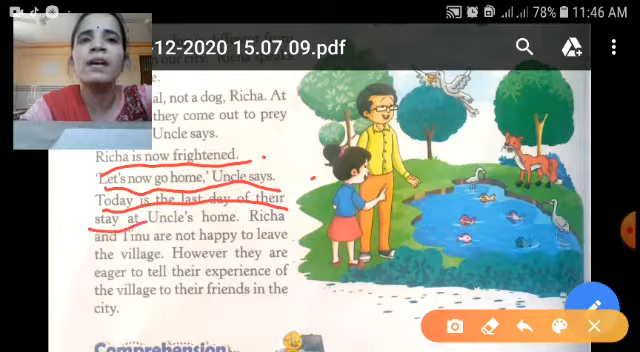 78% 11:46 AM
-12-2020 15.07.09.pdf
our city. Richa speaks
e.
al, not a dog, Richa. At
they come out to prey
Uncle says.
Richa is now frightened.
'Let's now go home,' Uncle says.
Today is the last day of their
stay at Uncle's home. Richa
and Tinu are not happy to leave
the village. However they are
eager to tell their experience of
the village to their friends in the
city.
Comprehension